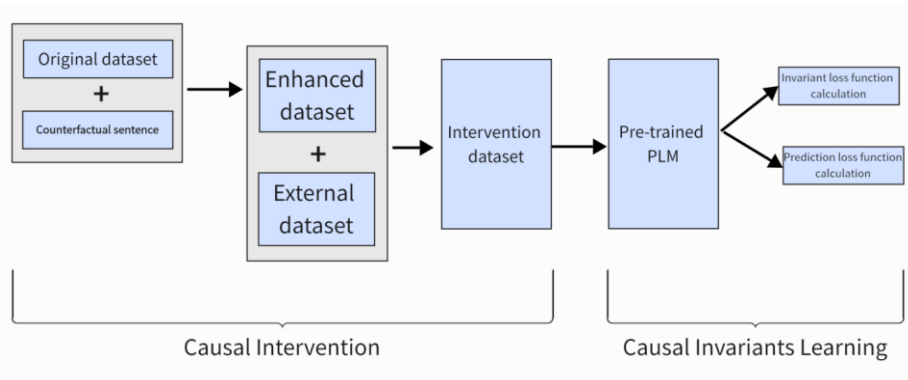 Original dataset
+
Counterfactual sentence
Enhanced
dataset
+
External
dataset
Intervention
dataset
Pre-trained
PLM
Invariant loss function
calculation
Prediction loss function
calculation
Causal Intervention
Causal Invariants Learning